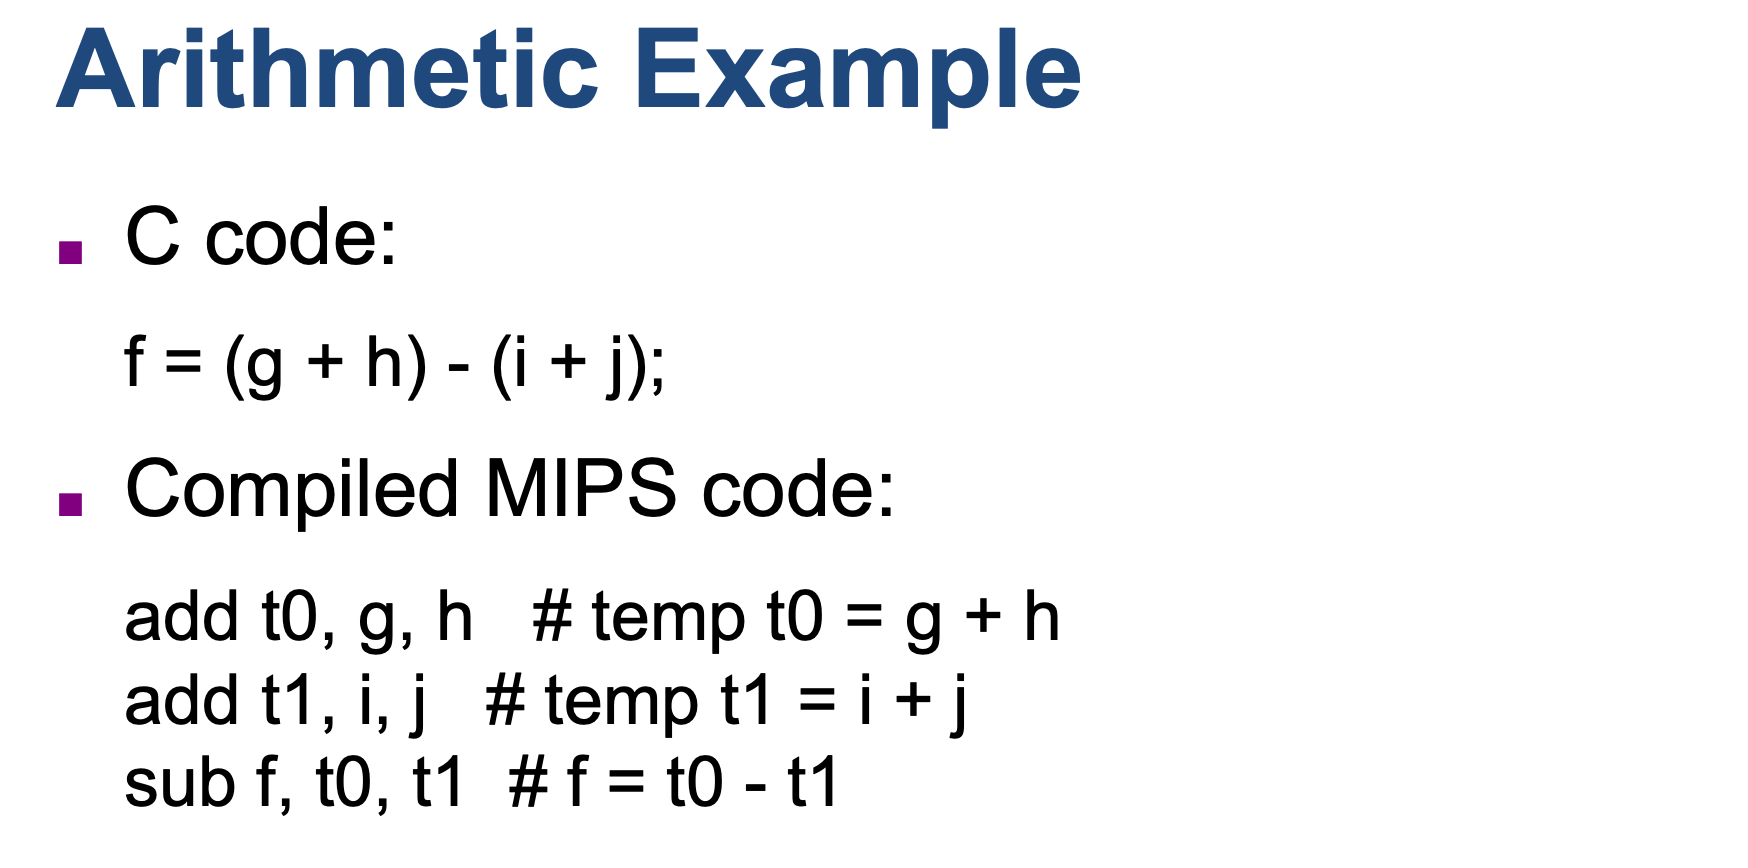 Arithmetic Example
C code:
f = (g + h) - (i + j);
Compiled MIPS code:
add t0, g, h # temp t0 = g + h
add t1, i, j # temp t1 = i + j
sub f, t0, t1 # f = t0 - t1